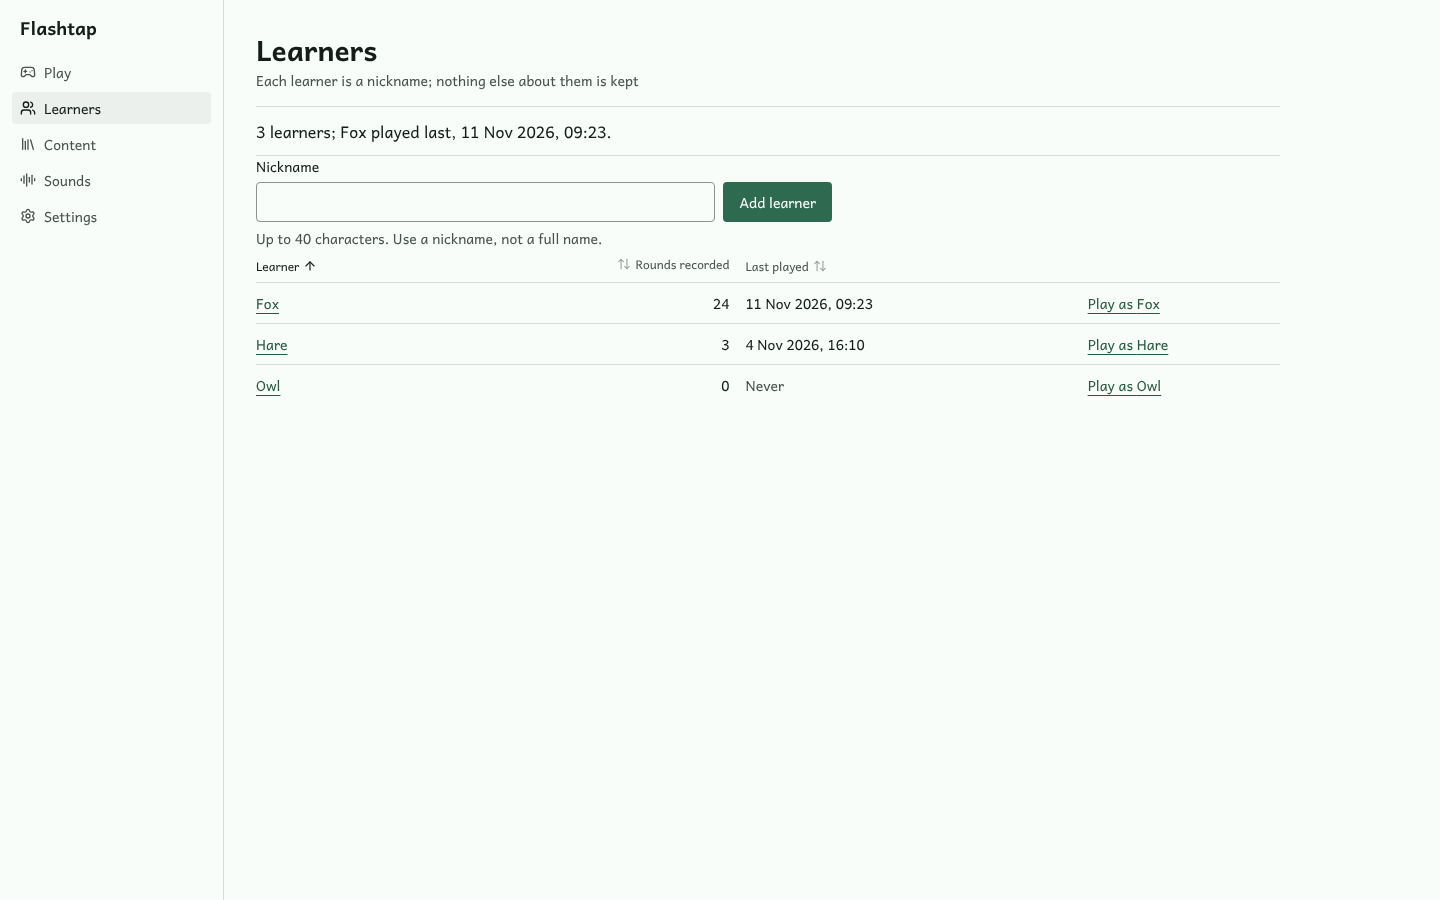 Flashtap
Play
Learners
Content
Sounds
Settings
Learners
Each learner is a nickname; nothing else about them is kept
3 learners; Fox played last, 11 Nov 2026, 09:23.
Nickname
Add learner
Up to 40 characters. Use a nickname, not a full name.
Learner Rounds recorded Last played
Fox 24 11 Nov 2026, 09:23 Play as Fox
Hare 3 4 Nov 2026, 16:10 Play as Hare
Owl 0 Never Play as Owl